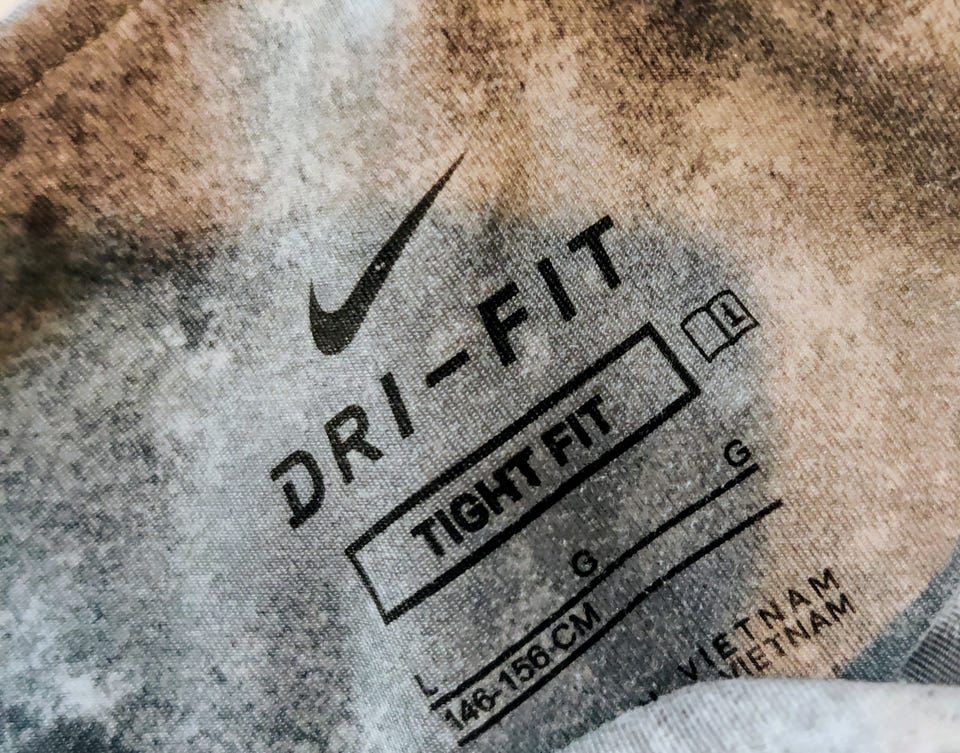 DRI-FIT
TIGHT FIT
L G G
146-156 CM
VIETNAM
VIETNAM